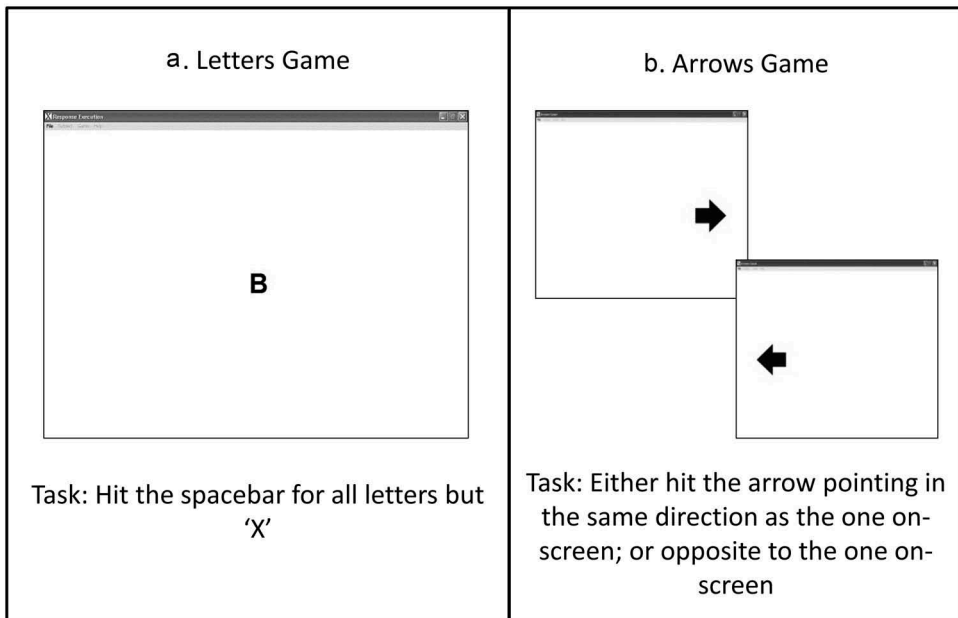 a. Letters Game
Response Execution
File
B
Task: Hit the spacebar for all letters but
‘X’
b. Arrows Game
Task: Either hit the arrow pointing in
the same direction as the one on-
screen; or opposite to the one on-
screen